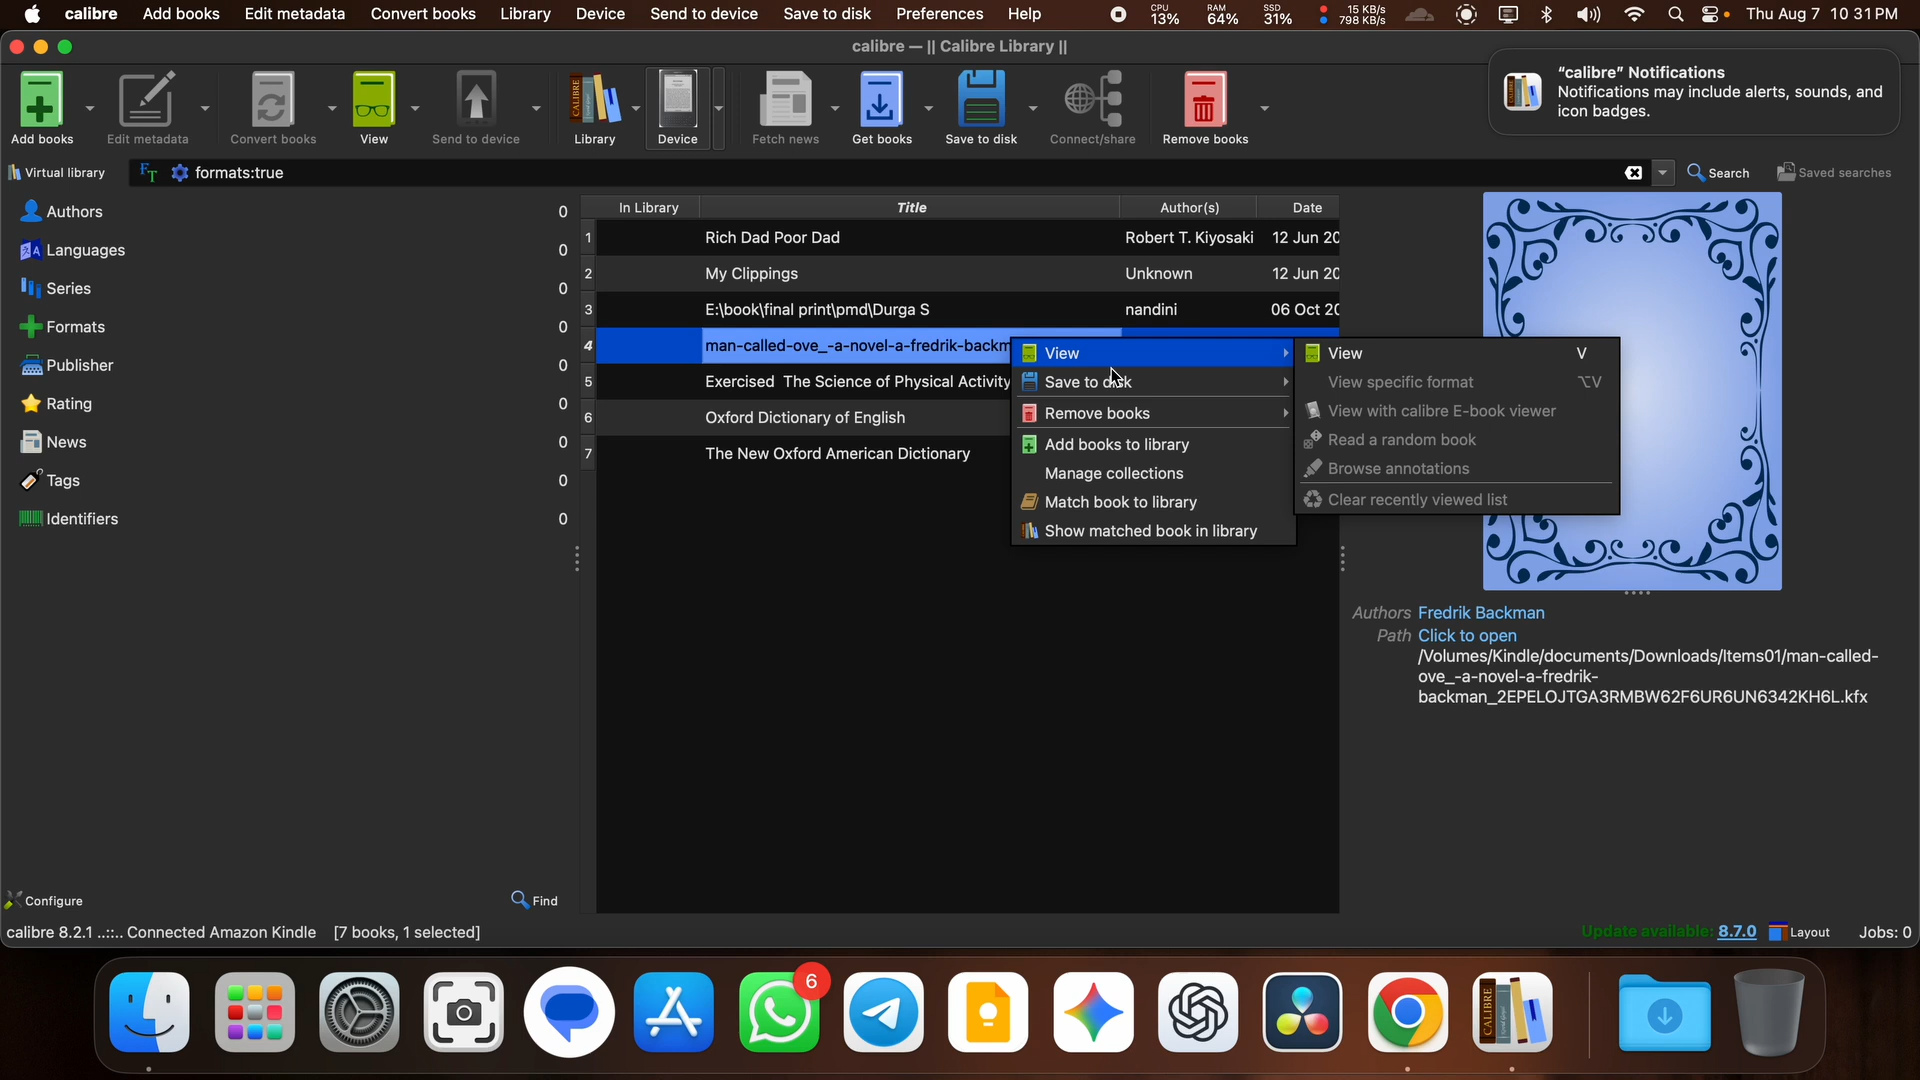 calibre Add books Edit metadata Convert books Library Device Send to device Save to disk Preferences Help CPU 13% RAM 64% SSD 31% 15 KB/s 798 KB/s Thu Aug 7 10 31 PM
calibre — || Calibre Library ||
"calibre" Notifications
Notifications may include alerts, sounds, and
icon badges.
Add books Edit metadata Convert books View Send to device CALIBRE Library Device Fetch news Get books Save to disk Connect/share Remove books
Virtual library FT formats:true Search Saved searches
Authors 0
Languages 0
Series 0
Formats 0
Publisher 0
Rating 0
News 0
Tags 0
Identifiers 0
In Library Title Author(s) Date
1 Rich Dad Poor Dad Robert T. Kiyosaki 12 Jun 20
2 My Clippings Unknown 12 Jun 20
3 E:\book\final print\pmd\Durga S nandini 06 Oct 20
4 man-called-ove_-a-novel-a-fredrik-backm
5 Exercised The Science of Physical Activity
6 Oxford Dictionary of English
7 The New Oxford American Dictionary
View
Save to disk
Remove books
Add books to library
Manage collections
Match book to library
Show matched book in library
View V
View specific format ⌥V
View with calibre E-book viewer
Read a random book
Browse annotations
Clear recently viewed list
Authors Fredrik Backman
Path Click to open
/Volumes/Kindle/documents/Downloads/Items01/man-called-
ove_-a-novel-a-fredrik-
backman_2EPELOJTGA3RMBW62F6UR6UN6342KH6L.kfx
Configure Find
calibre 8.2.1 ..::.. Connected Amazon Kindle [7 books, 1 selected] Update available: 8.7.0 Layout Jobs: 0
6
CALIBRE